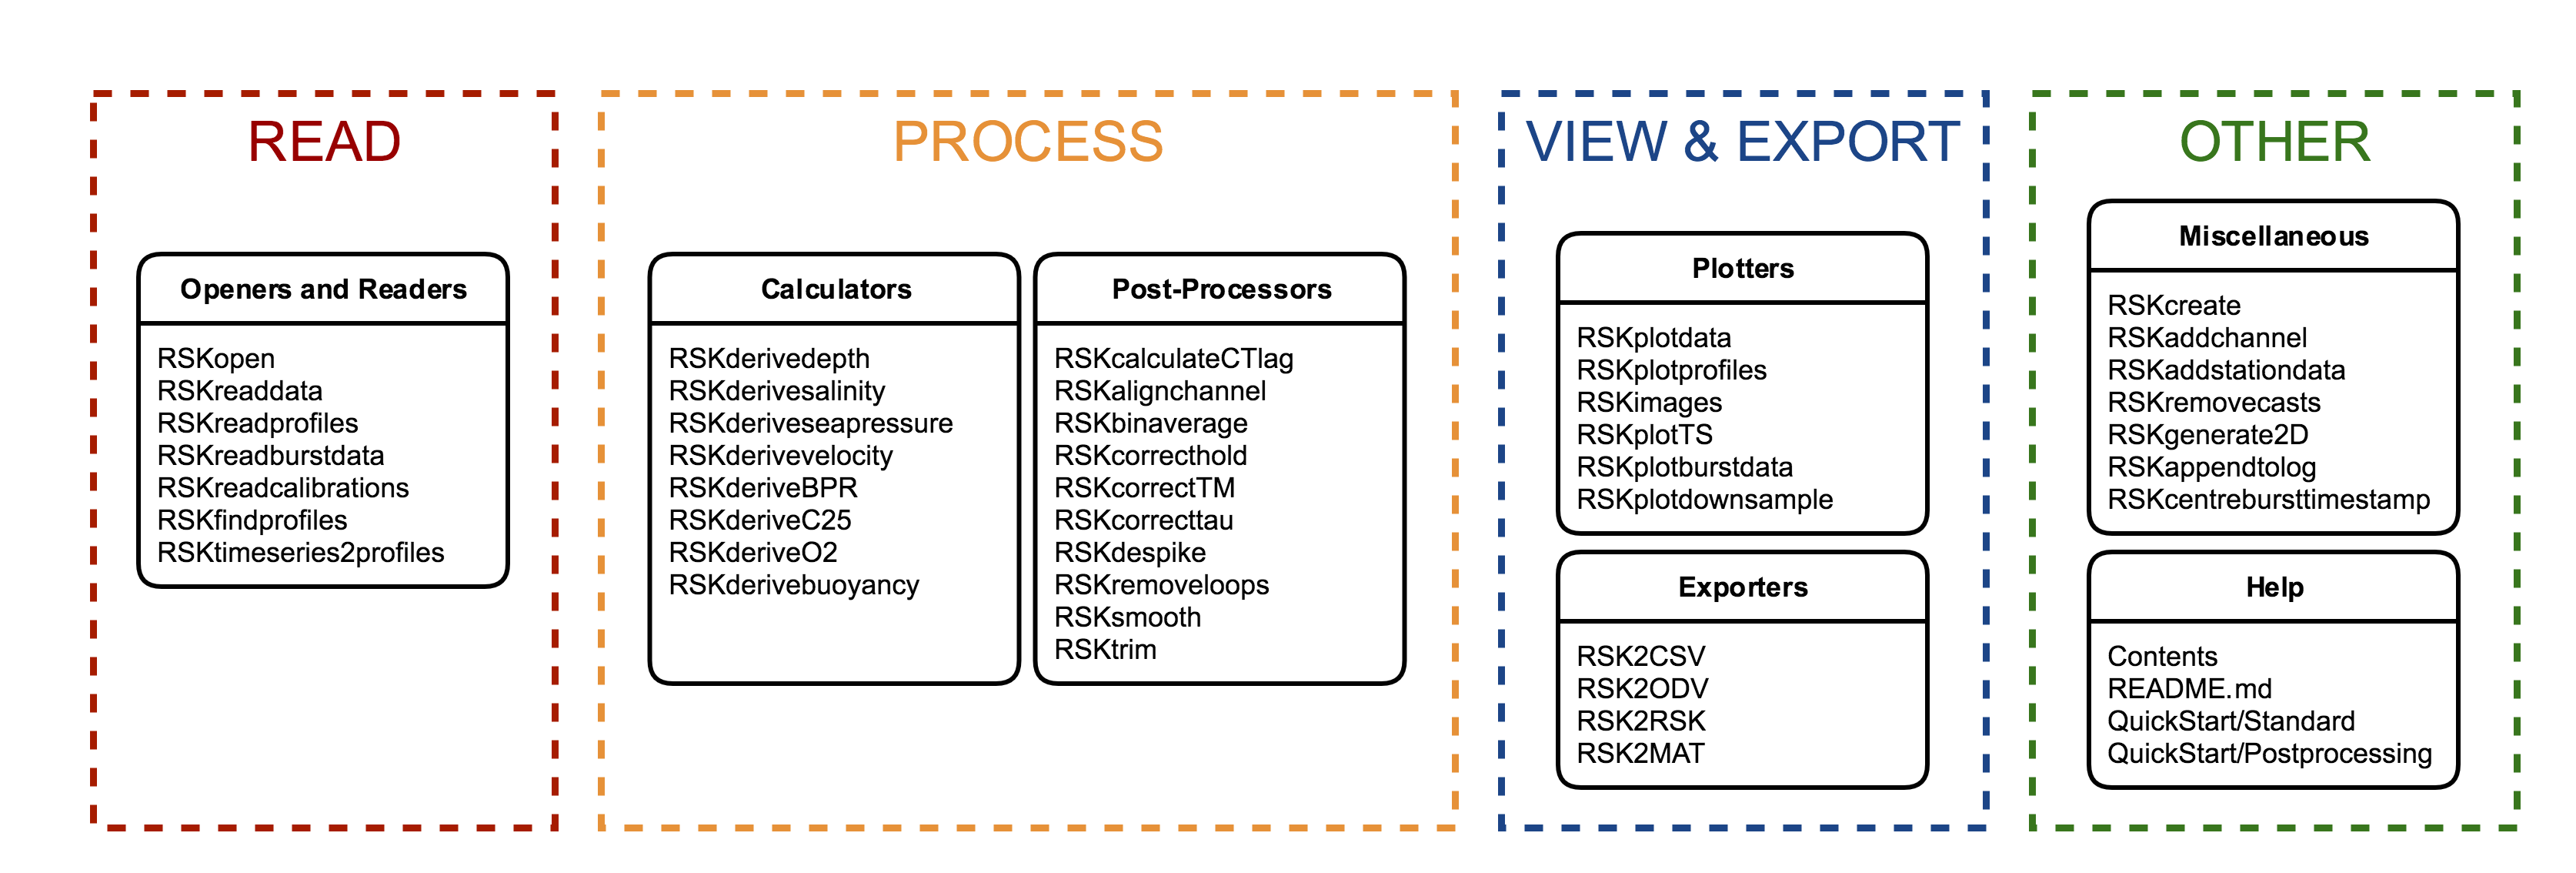 READ
Openers and Readers
RSKopen
RSKreaddata
RSKreadprofiles
RSKreadburstdata
RSKreadcalibrations
RSKfindprofiles
RSKtimeseries2profiles
PROCESS
Calculators
RSKderivedepth
RSKderivesalinity
RSKderiveseapressure
RSKderivevelocity
RSKderiveBPR
RSKderiveC25
RSKderiveO2
RSKderivebuoyancy
Post-Processors
RSKcalculateCTlag
RSKalignchannel
RSKbinaverage
RSKcorrecthold
RSKcorrectTM
RSKcorrecttau
RSKdespike
RSKremoveloops
RSKsmooth
RSKtrim
VIEW & EXPORT
Plotters
RSKplotdata
RSKplotprofiles
RSKimages
RSKplotTS
RSKplotburstdata
RSKplotdownsample
Exporters
RSK2CSV
RSK2ODV
RSK2RSK
RSK2MAT
OTHER
Miscellaneous
RSKcreate
RSKaddchannel
RSKaddstationdata
RSKremovecasts
RSKgenerate2D
RSKappendtolog
RSKcentrebursttimestamp
Help
Contents
README.md
QuickStart/Standard
QuickStart/Postprocessing